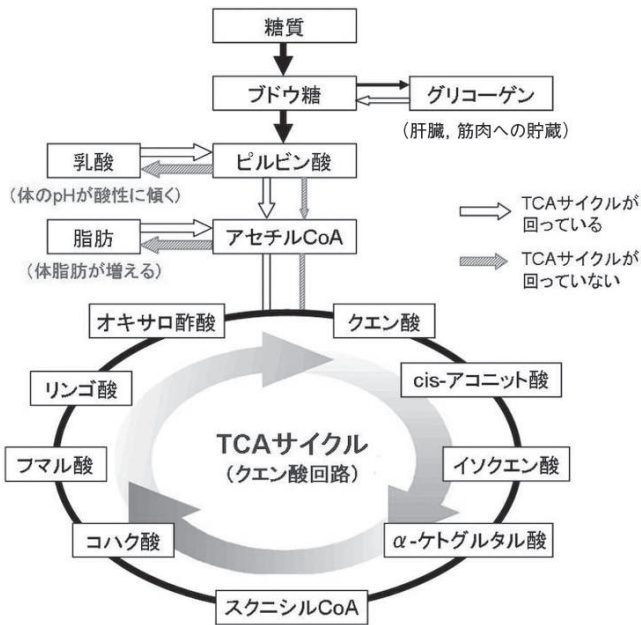 糖質
ブドウ糖
グリコーゲン
(肝臓, 筋肉への貯蔵)
乳酸
ピルビン酸
(体のpHが酸性に傾く)
TCAサイクルが
回っている
脂肪
アセチルCoA
(体脂肪が増える)
TCAサイクルが
回っていない
オキサロ酢酸
クエン酸
リンゴ酸
cis-アコニット酸
TCAサイクル
(クエン酸回路)
フマル酸
イソクエン酸
コハク酸
α-ケトグルタル酸
スクニシルCoA